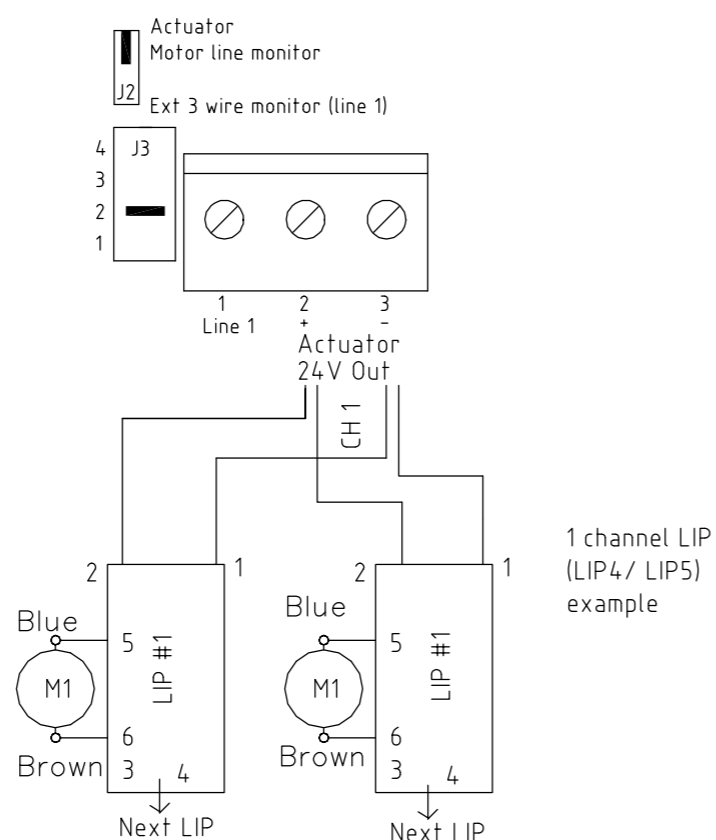 Actuator
Motor line monitor
J2
Ext 3 wire monitor (line 1)
4 J3
3
2
1
1 2 3
Line 1 + -
Actuator
24V Out
CH 1
1 channel LIP
(LIP4/ LIP5)
example
2 1 2 1
Blue 5 Blue 5
M1 LIP #1 M1 LIP #1
6 6
Brown 3 4 Brown 3 4
Next LIP Next LIP